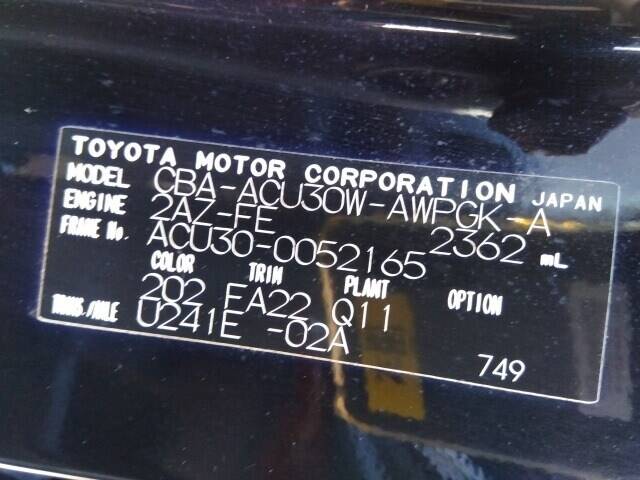 TOYOTA MOTOR CORPORATION JAPAN
MODEL CBA-ACU30W-AWPGK-A
ENGINE 2AZ-FE 2362 mL
FRAME No. ACU30-0052165
COLOR TRIM PLANT OPTION
202 FA22 Q11
TRANS./AXLE U241E -02A
749